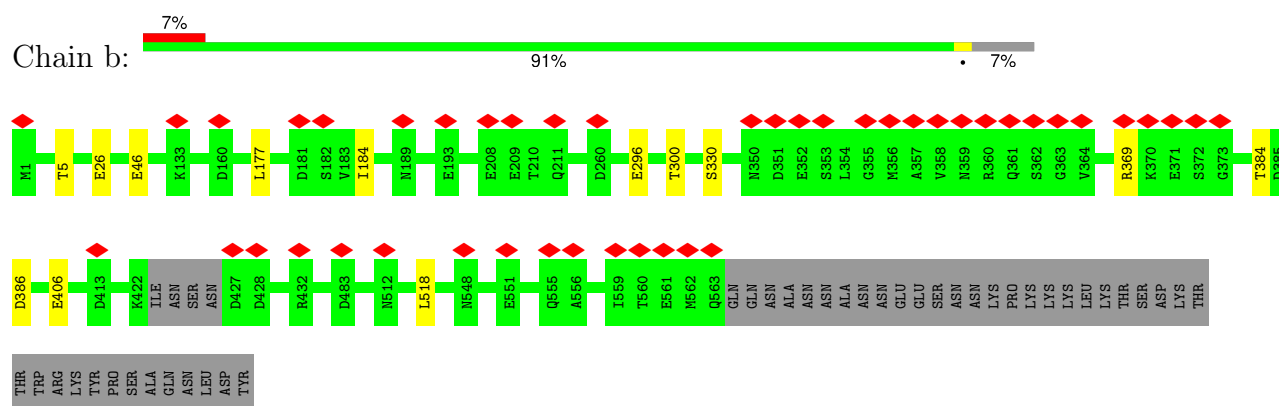 7%
Chain b:
91%
•
7%
M1 T5 E26 E46 K133 D160 L177 D181 S182 V183 I184 N189 E193 E208 E209 T210 Q211 D260 E296 T300 S330 N350 D351 E352 S353 L354 G355 M356 A357 V358 N359 R360 Q361 S362 G363 V364 R369 K370 E371 S372 G373 T384 D385
D386 E406 D413 K422 ILE ASN SER ASN D427 D428 R432 D483 N512 L518 N548 E551 Q555 A556 I559 T560 E561 M562 Q563 GLN GLN ASN ALA ASN ASN ALA ASN ASN GLU GLU SER ASN ASN LYS PRO LYS LYS LYS LEU LYS THR SER ASP LYS THR
THR TRP ARG LYS TYR PRO SER ALA GLN ASN LEU ASP TYR